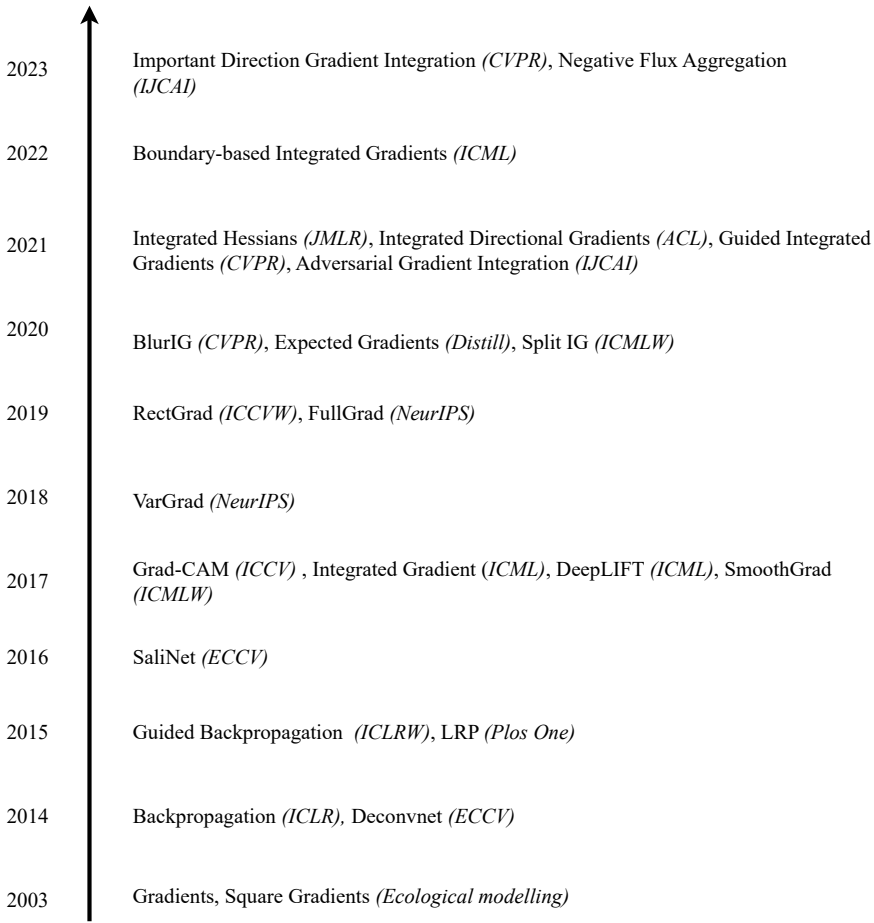 2023
Important Direction Gradient Integration (CVPR), Negative Flux Aggregation
(IJCAI)
2022
Boundary-based Integrated Gradients (ICML)
2021
Integrated Hessians (JMLR), Integrated Directional Gradients (ACL), Guided Integrated
Gradients (CVPR), Adversarial Gradient Integration (IJCAI)
2020
BlurIG (CVPR), Expected Gradients (Distill), Split IG (ICMLW)
2019
RectGrad (ICCVW), FullGrad (NeurIPS)
2018
VarGrad (NeurIPS)
2017
Grad-CAM (ICCV) , Integrated Gradient (ICML), DeepLIFT (ICML), SmoothGrad
(ICMLW)
2016
SaliNet (ECCV)
2015
Guided Backpropagation (ICLRW), LRP (Plos One)
2014
Backpropagation (ICLR), Deconvnet (ECCV)
2003
Gradients, Square Gradients (Ecological modelling)